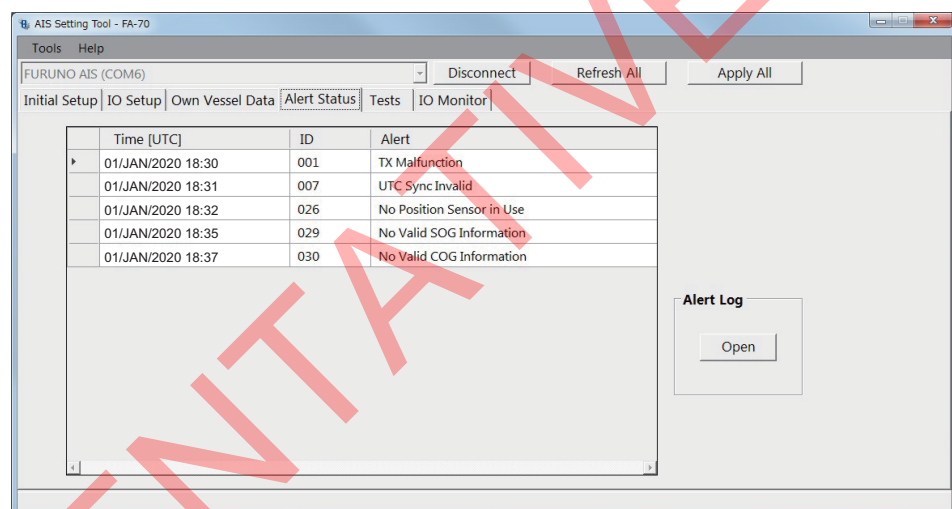 AIS Setting Tool - FA-70
Tools Help
FURUNO AIS (COM6) Disconnect Refresh All Apply All
Initial Setup IO Setup Own Vessel Data Alert Status Tests IO Monitor
Time [UTC] ID Alert
01/JAN/2020 18:30 001 TX Malfunction
01/JAN/2020 18:31 007 UTC Sync Invalid
01/JAN/2020 18:32 026 No Position Sensor in Use
01/JAN/2020 18:35 029 No Valid SOG Information
01/JAN/2020 18:37 030 No Valid COG Information
Alert Log
Open
ENTATIVE